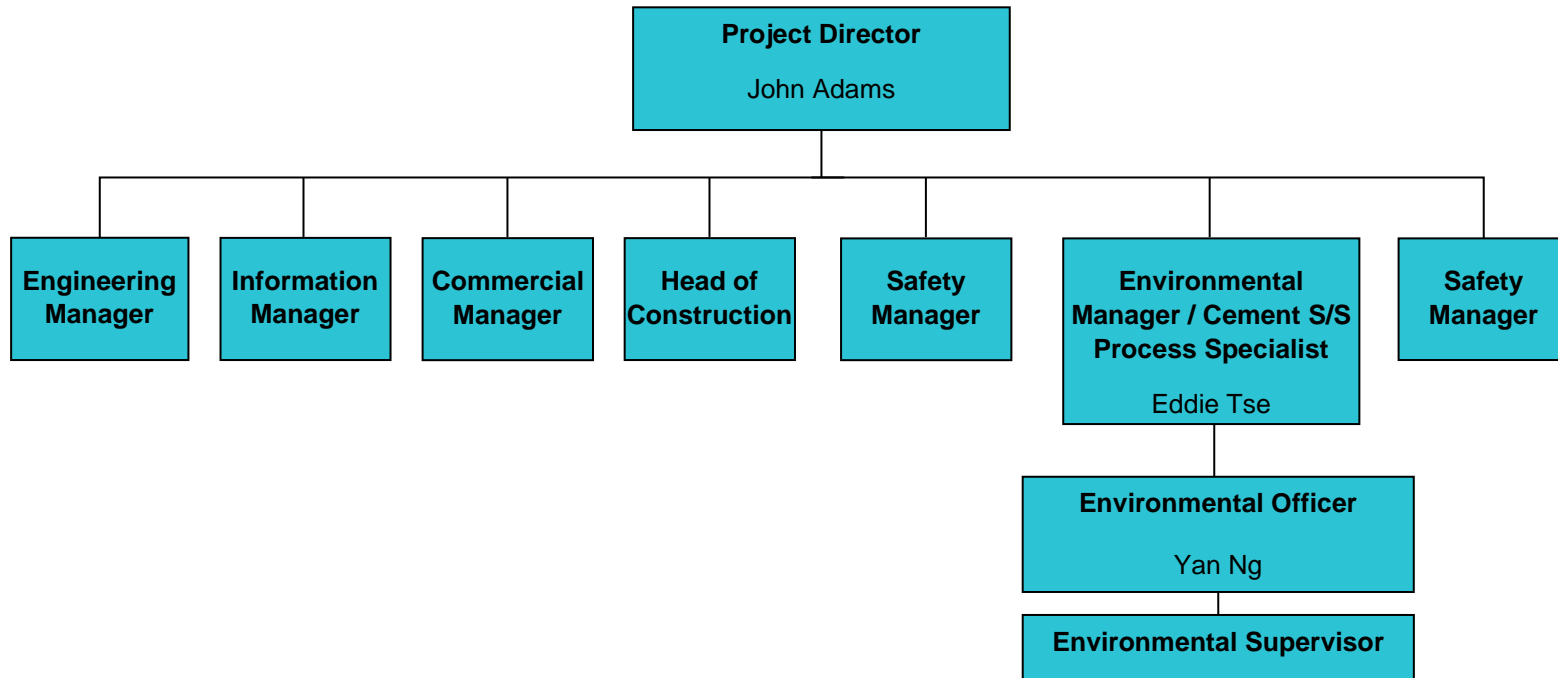 Project Director
John Adams
Engineering
Manager
Information
Manager
Commercial
Manager
Head of
Construction
Safety
Manager
Environmental
Manager / Cement S/S
Process Specialist
Eddie Tse
Safety
Manager
Environmental Officer
Yan Ng
Environmental Supervisor